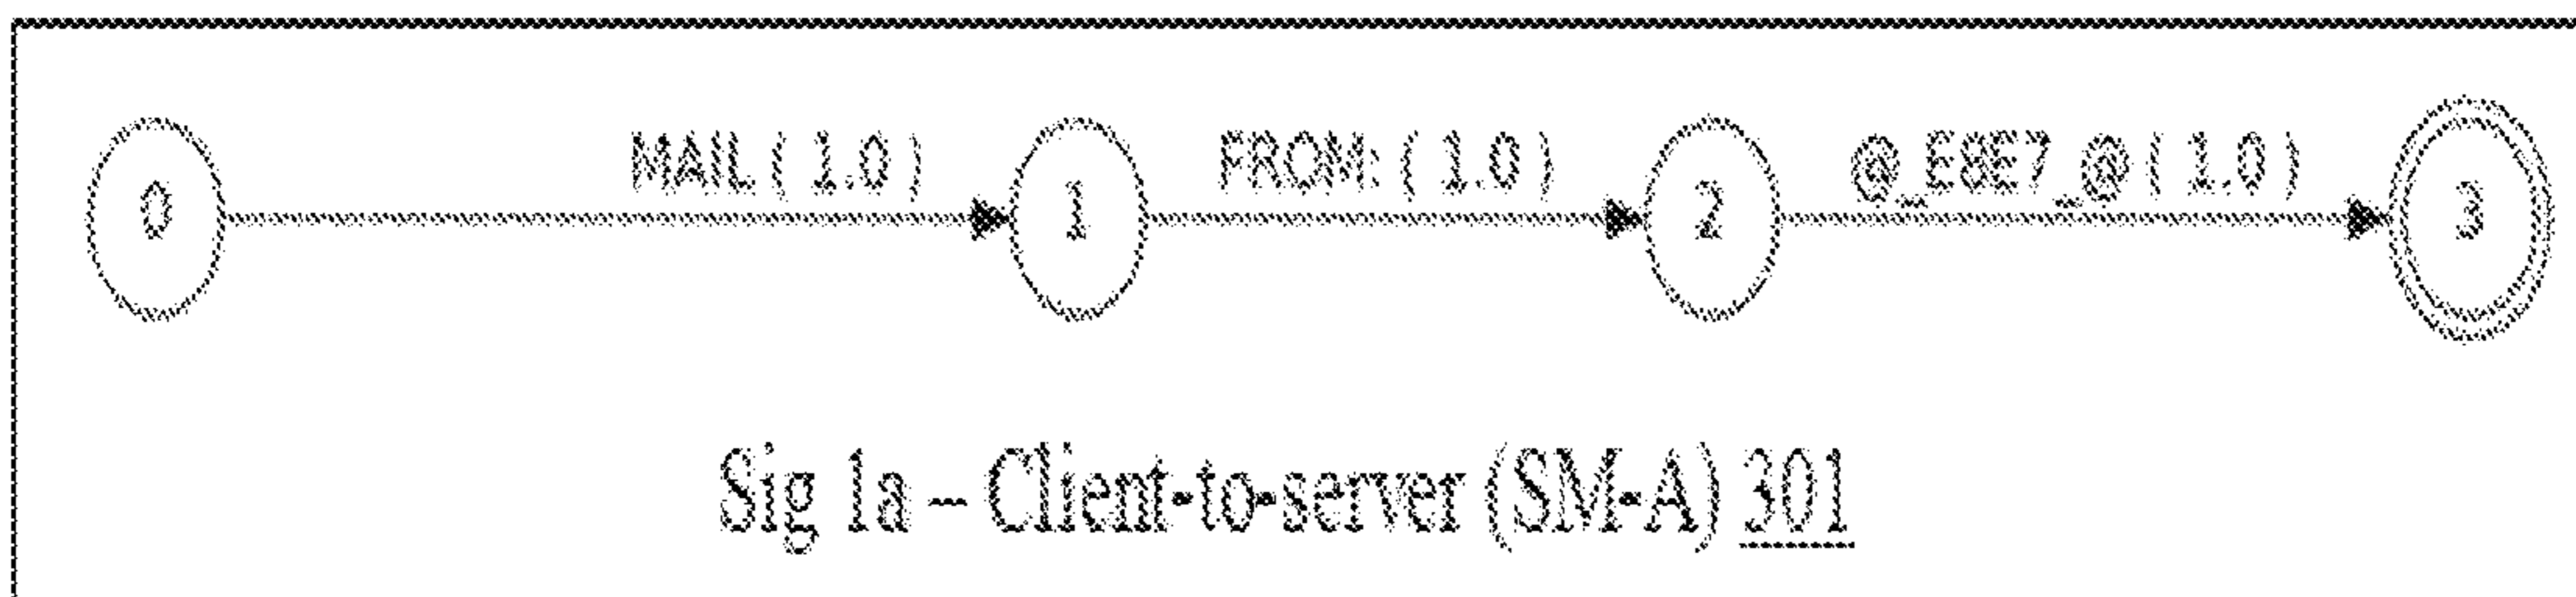 MAIL ( 1.0 ) FROM: ( 1.0 ) @_E8E7_@ ( 1.0 )
0 1 2 3
Sig 1a – Client-to-server (SM-A) 301